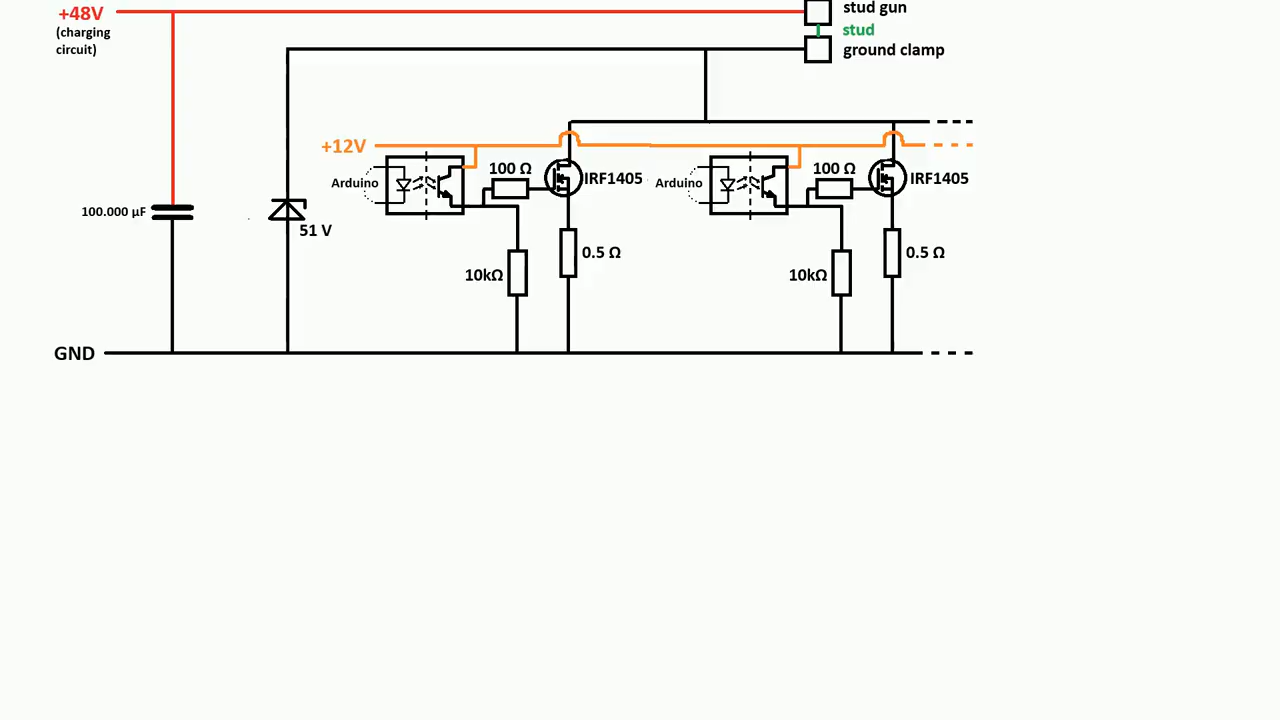 +48V
(charging
circuit)
stud gun
stud
ground clamp
+12V
Arduino
100 Ω
IRF1405
Arduino
100 Ω
IRF1405
100.000 µF
51 V
10kΩ
0.5 Ω
10kΩ
0.5 Ω
GND